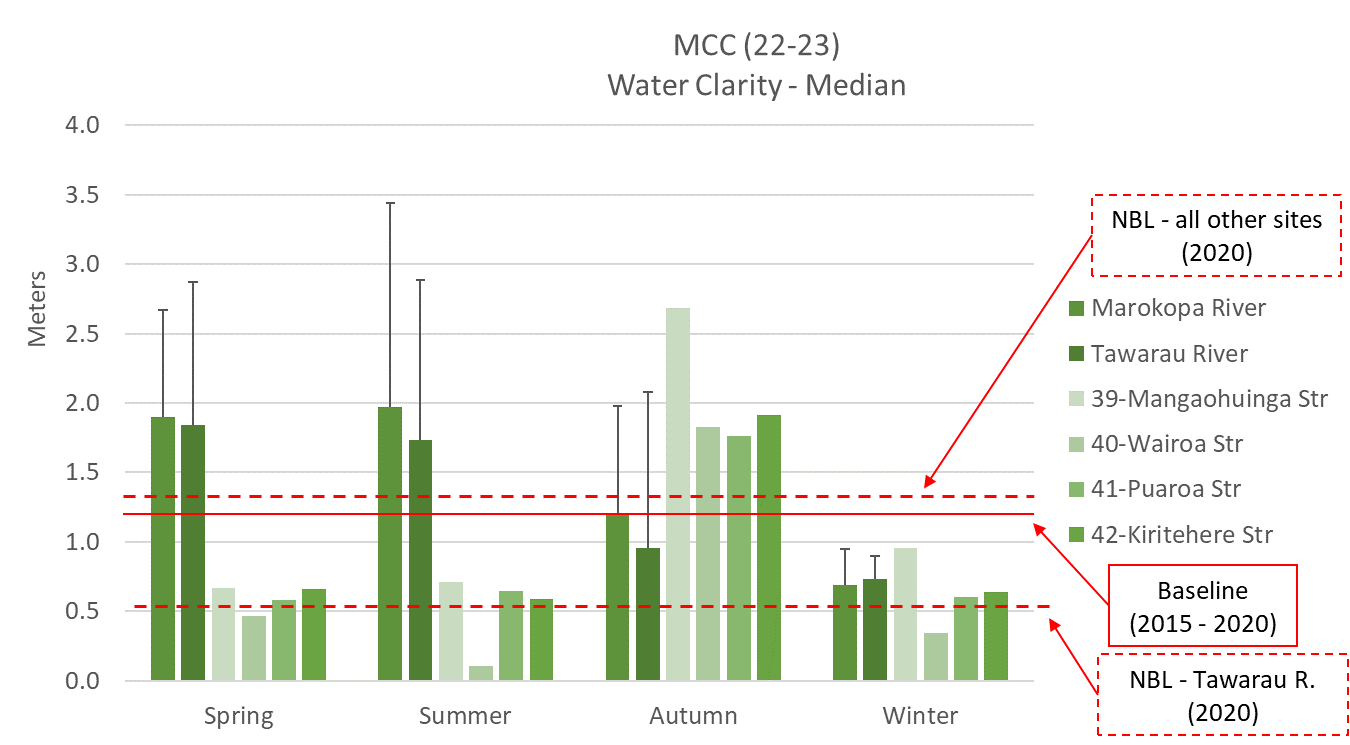 MCC (22-23)
Water Clarity - Median
Meters
4.0
3.5
3.0
2.5
2.0
1.5
1.0
0.5
0.0
Spring
Summer
Autumn
Winter
NBL - all other sites
(2020)
Marokopa River
Tawarau River
39-Mangaohuinga Str
40-Wairoa Str
41-Puaroa Str
42-Kiritehere Str
Baseline
(2015 - 2020)
NBL - Tawarau R.
(2020)